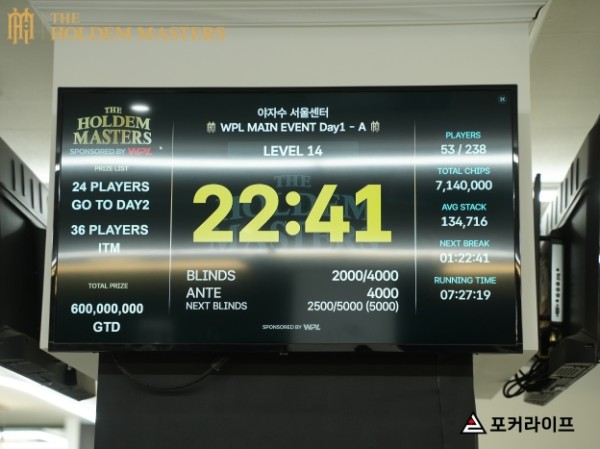 THE
HOLDEM MASTERS
THE
HOLDEM
MASTERS
SPONSORED BY WPL
PRIZE LIST
24 PLAYERS
GO TO DAY2
36 PLAYERS
ITM
TOTAL PRIZE
600,000,000
GTD
야자수 서울센터
WPL MAIN EVENT Day1 - A
LEVEL 14
THE
HOLDEM
MASTERS
22:41
BLINDS 2000/4000
ANTE 4000
NEXT BLINDS 2500/5000 (5000)
SPONSORED BY WPL
PLAYERS
53 / 238
TOTAL CHIPS
7,140,000
AVG STACK
134,716
NEXT BREAK
01:22:41
RUNNING TIME
07:27:19
포커라이프